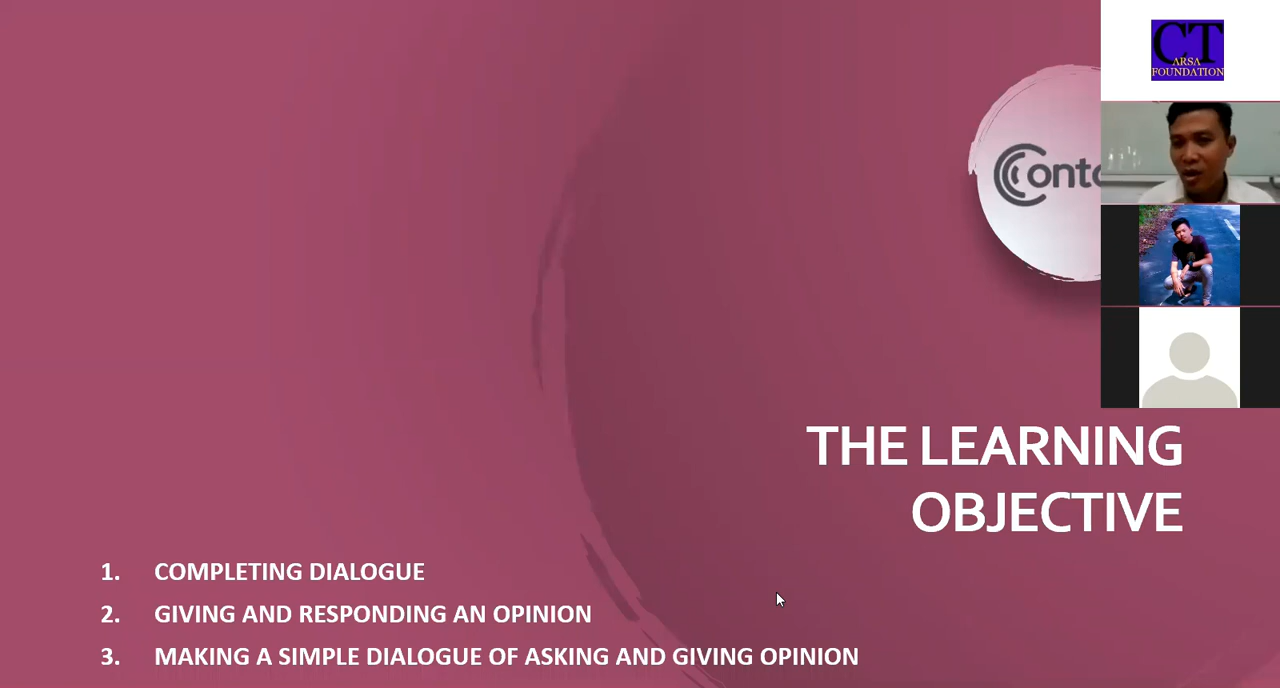 CT
ARSA
FOUNDATION
THE LEARNING
OBJECTIVE
1. COMPLETING DIALOGUE
2. GIVING AND RESPONDING AN OPINION
3. MAKING A SIMPLE DIALOGUE OF ASKING AND GIVING OPINION